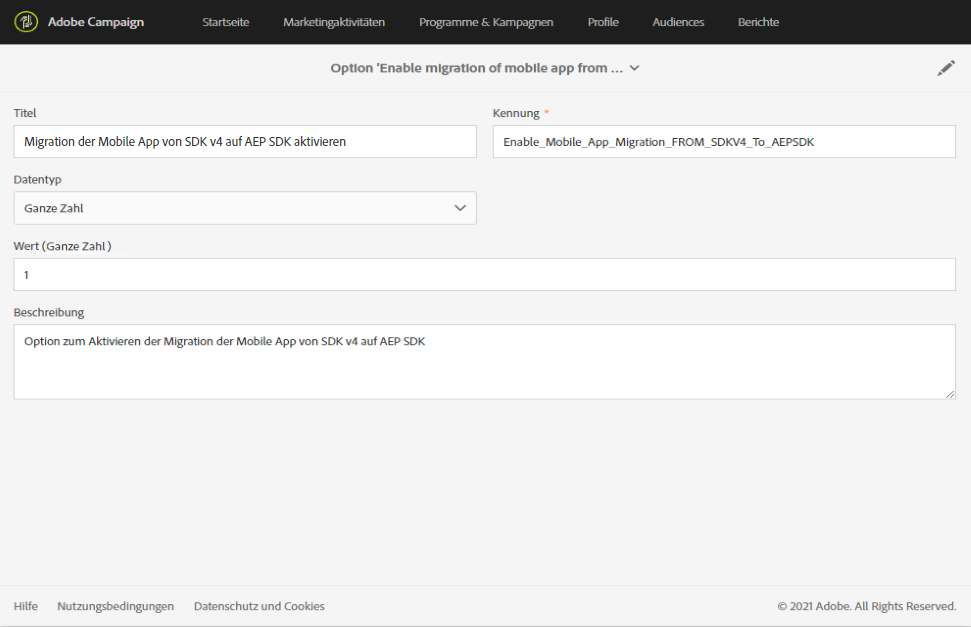 Adobe Campaign Startseite Marketingaktivitäten Programme & Kampagnen Profile Audiences Berichte
Option 'Enable migration of mobile app from ...
Titel
Kennung *
Migration der Mobile App von SDK v4 auf AEP SDK aktivieren
Enable_Mobile_App_Migration_FROM_SDKV4_To_AEPSDK
Datentyp
Ganze Zahl
Wert (Ganze Zahl )
1
Beschreibung
Option zum Aktivieren der Migration der Mobile App von SDK v4 auf AEP SDK
Hilfe Nutzungsbedingungen Datenschutz und Cookies © 2021 Adobe. All Rights Reserved.